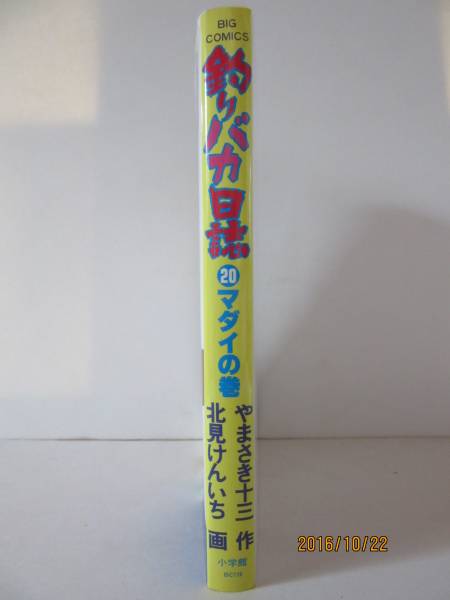 BIG
COMICS
釣りバカ日誌
20 マダイの巻
やまさき十三 作
北見けんいち 画
小学館
2016/10/22